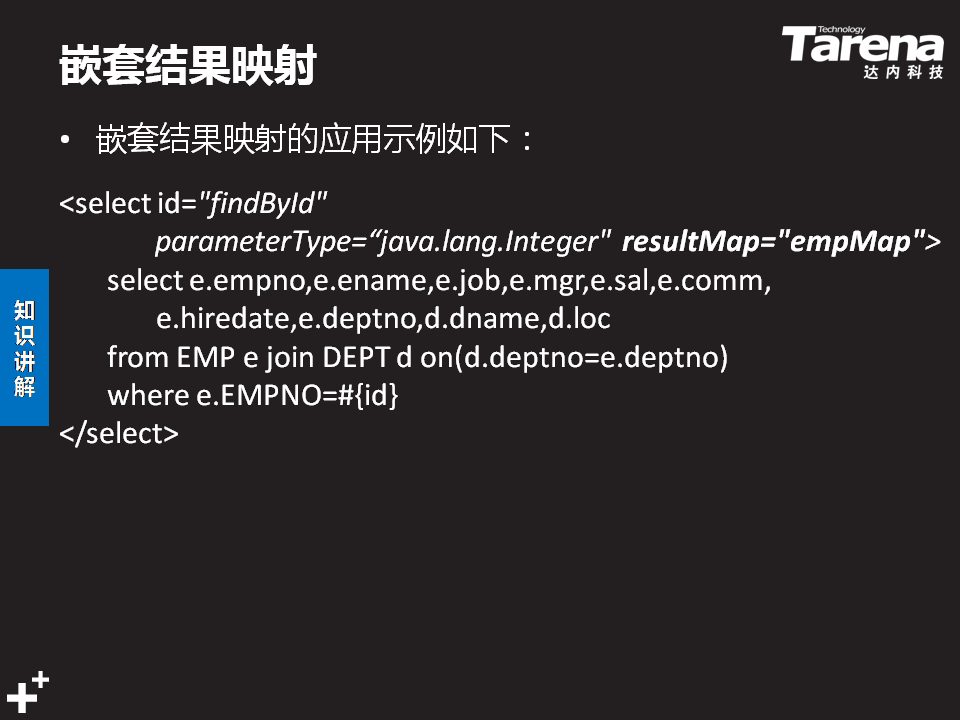 嵌套结果映射
Technology
Tarena
达内科技
• 嵌套结果映射的应用示例如下：
<select id="findById"
parameterType=“java.lang.Integer" resultMap="empMap">
select e.empno,e.ename,e.job,e.mgr,e.sal,e.comm,
e.hiredate,e.deptno,d.dname,d.loc
from EMP e join DEPT d on(d.deptno=e.deptno)
where e.EMPNO=#{id}
</select>
知识讲解